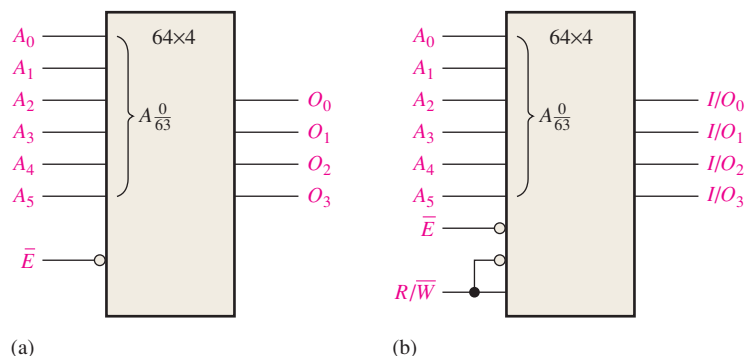 64×4
A₀
A₁
A₂
A₃
A₄
A₅
A 0/63
O₀
O₁
O₂
O₃
E̅
(a)
64×4
A₀
A₁
A₂
A₃
A₄
A₅
A 0/63
I/O₀
I/O₁
I/O₂
I/O₃
E̅
R/W̅
(b)